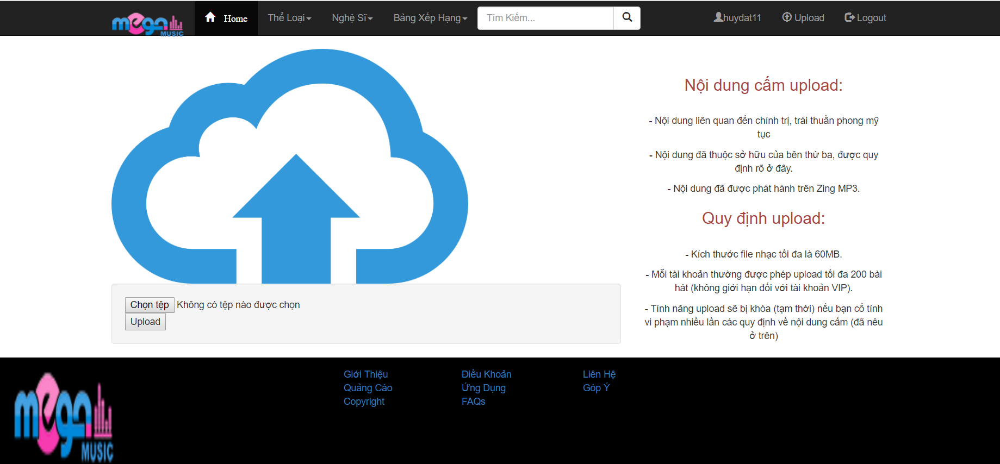 mega MUSIC
Home
Thể Loại
Nghệ Sĩ
Bảng Xếp Hạng
Tìm Kiếm...
huydat11
Upload
Logout
Nội dung cấm upload:
- Nội dung liên quan đến chính trị, trái thuần phong mỹ
tục
- Nội dung đã thuộc sở hữu của bên thứ ba, được quy
định rõ ở đây.
- Nội dung đã được phát hành trên Zing MP3.
Quy định upload:
- Kích thước file nhạc tối đa là 60MB.
- Mỗi tài khoản thường được phép upload tối đa 200 bài
hát (không giới hạn đối với tài khoản VIP).
- Tính năng upload sẽ bị khóa (tạm thời) nếu bạn cố tình
vi phạm nhiều lần các quy định về nội dung cấm (đã nêu
ở trên)
Chọn tệp Không có tệp nào được chọn
Upload
mega MUSIC
Giới Thiệu
Quảng Cáo
Copyright
Điều Khoản
Ứng Dụng
FAQs
Liên Hệ
Góp Ý